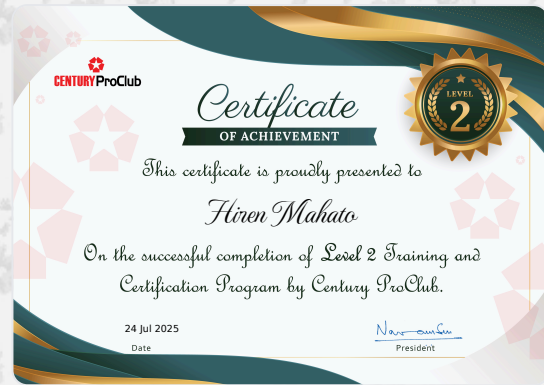 CENTURY ProClub
LEVEL
2
Certificate
OF ACHIEVEMENT
This certificate is proudly presented to
Hiren Mahato
On the successful completion of Level 2 Training and
Certification Program by Century ProClub.
24 Jul 2025
Date
President